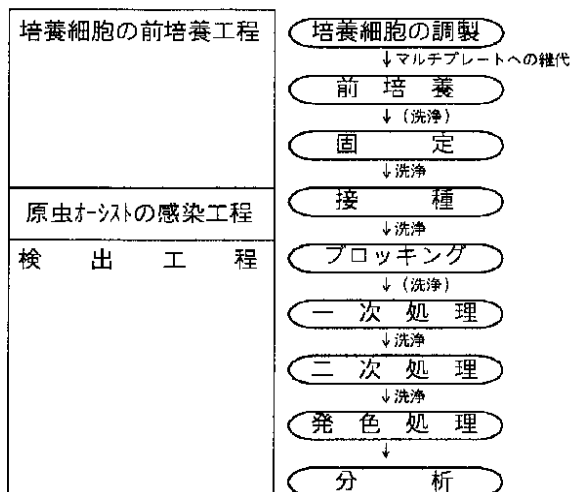 培養細胞の前培養工程
培養細胞の調製
↓マルチプレートへの継代
前培養
↓(洗浄)
固定
↓洗浄
原虫オーシストの感染工程
接種
↓洗浄
検出工程
ブロッキング
↓(洗浄)
一次処理
↓洗浄
二次処理
↓洗浄
発色処理
↓
分析